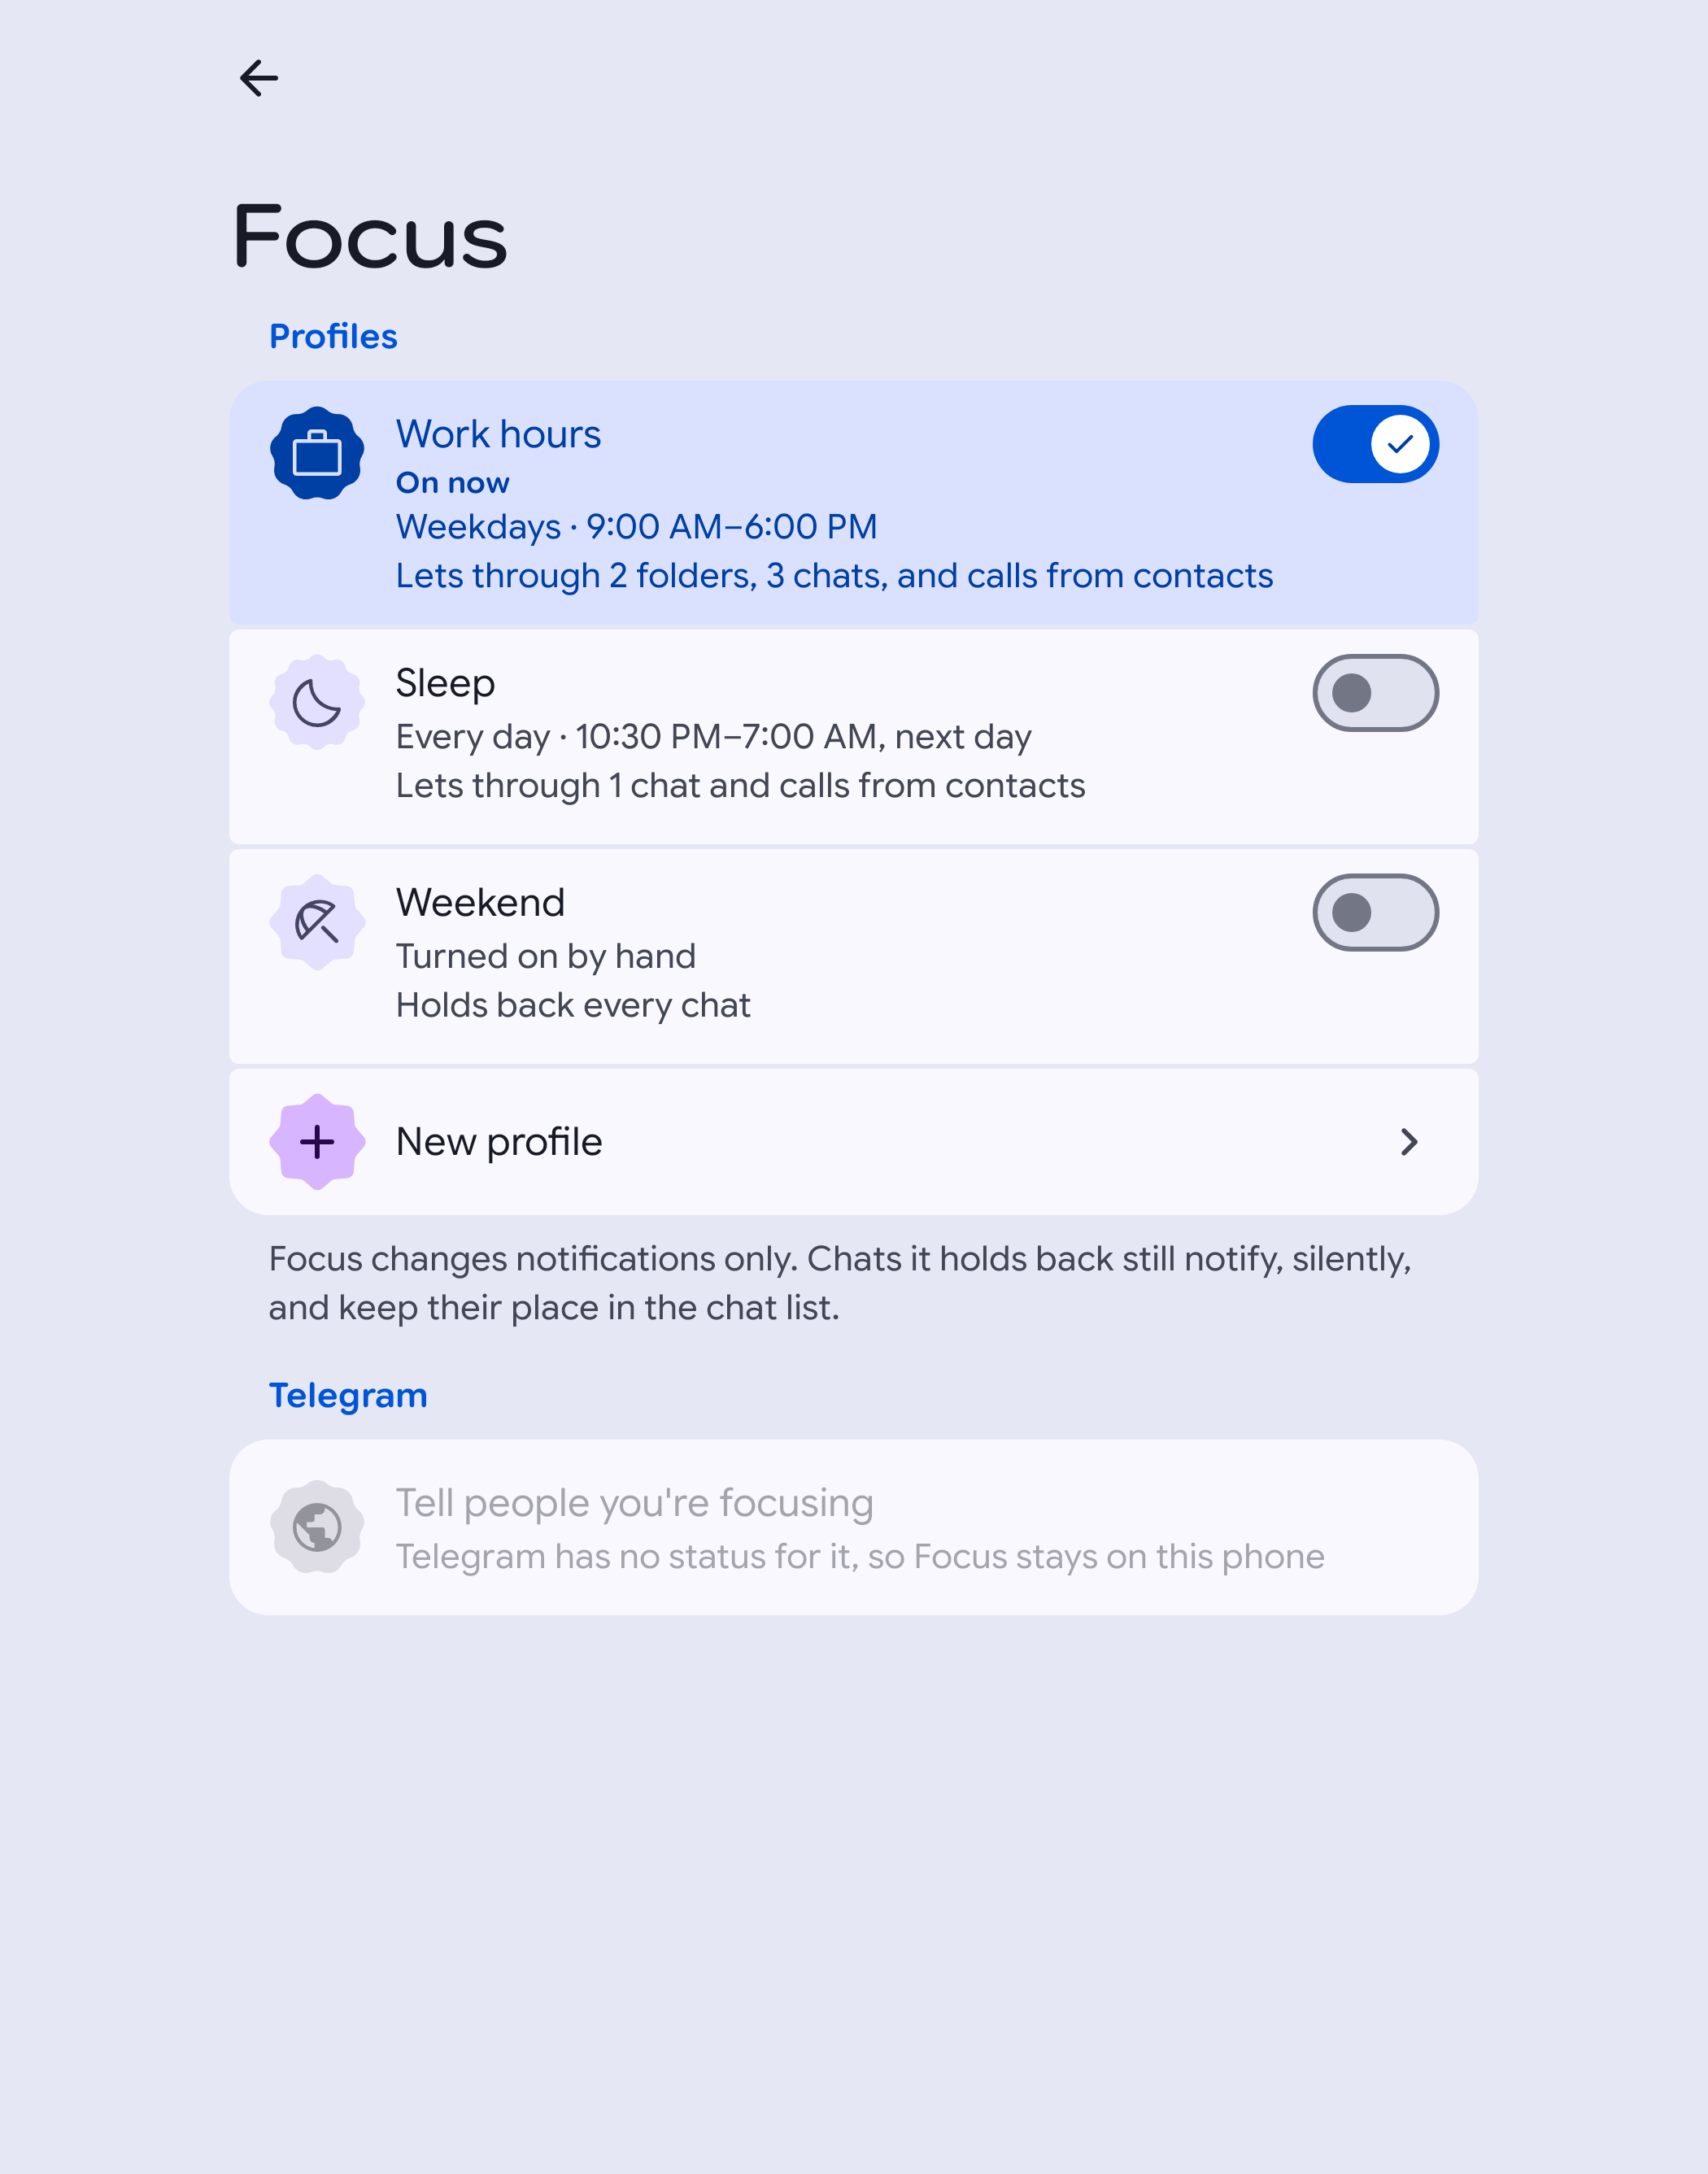 Focus
Profiles
Work hours
On now
Weekdays · 9:00 AM–6:00 PM
Lets through 2 folders, 3 chats, and calls from contacts
Sleep
Every day · 10:30 PM–7:00 AM, next day
Lets through 1 chat and calls from contacts
Weekend
Turned on by hand
Holds back every chat
New profile
Focus changes notifications only. Chats it holds back still notify, silently,
and keep their place in the chat list.
Telegram
Tell people you're focusing
Telegram has no status for it, so Focus stays on this phone